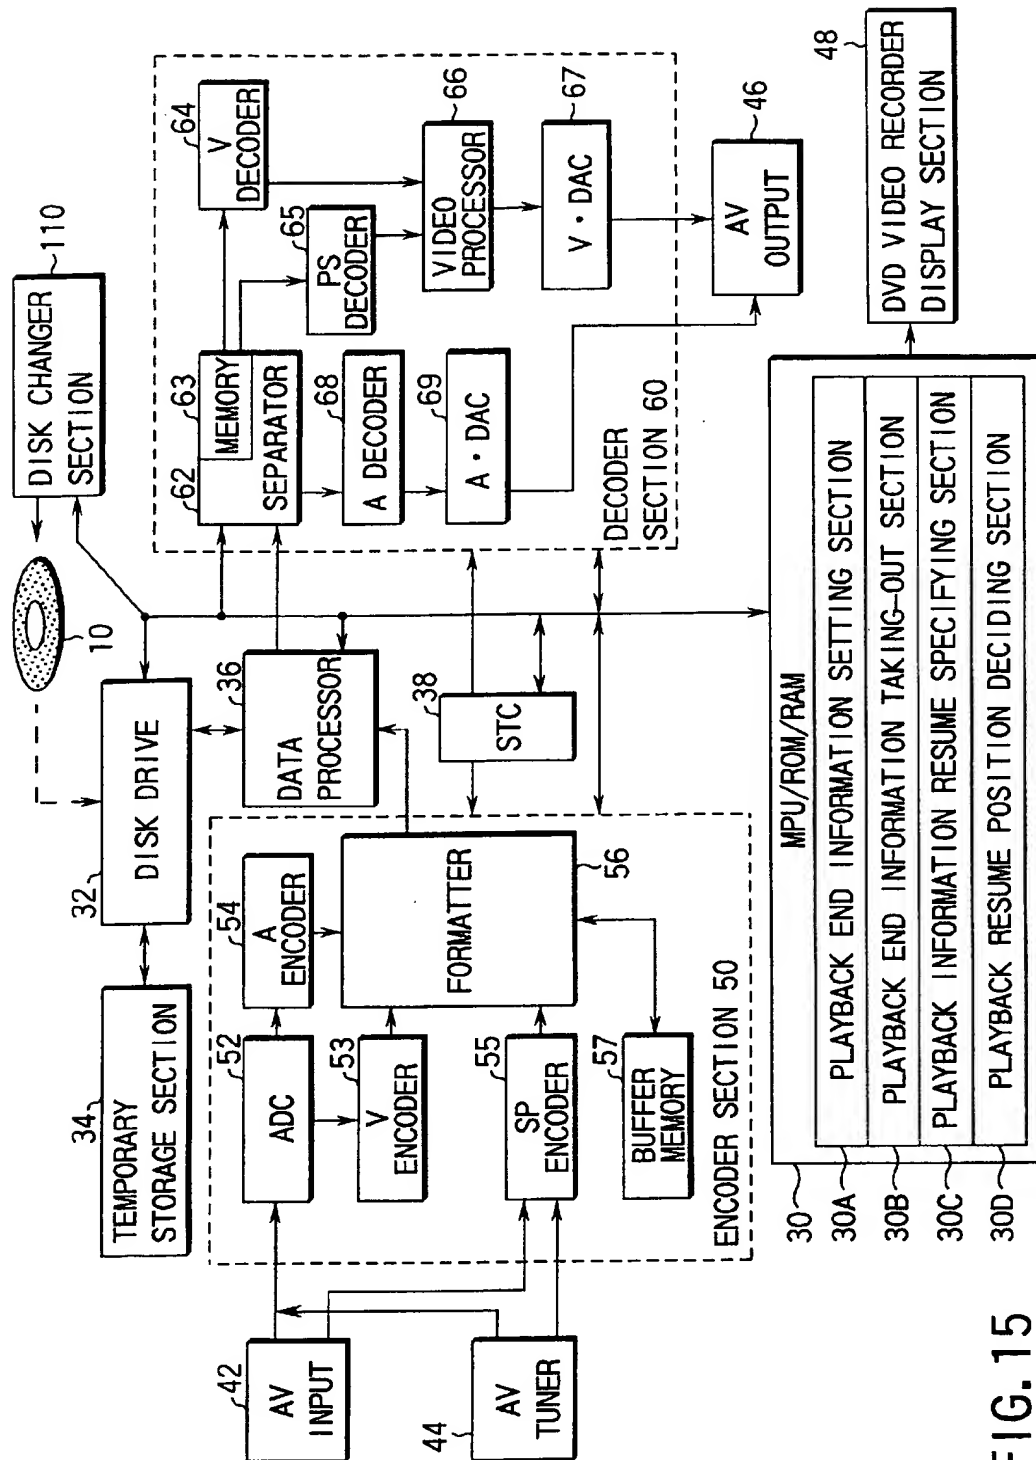 DISK CHANGER
SECTION
110
10
TEMPORARY
STORAGE SECTION
34
DISK DRIVE
32
DATA
PROCESSOR
36
STC
38
AV
INPUT
42
AV
TUNER
44
ADC
52
A
ENCODER
54
V
ENCODER
53
SP
ENCODER
55
FORMATTER
56
BUFFER
MEMORY
57
ENCODER SECTION 50
MEMORY
63
SEPARATOR
62
V
DECODER
64
PS
DECODER
65
VIDEO
PROCESSOR
66
V・DAC
67
A DECODER
68
A・DAC
69
DECODER
SECTION 60
AV
OUTPUT
46
DVD VIDEO RECORDER
DISPLAY SECTION
48
MPU/ROM/RAM
30
PLAYBACK END INFORMATION SETTING SECTION
30A
PLAYBACK END INFORMATION TAKING-OUT SECTION
30B
PLAYBACK INFORMATION RESUME SPECIFYING SECTION
30C
PLAYBACK RESUME POSITION DECIDING SECTION
30D
FIG. 15